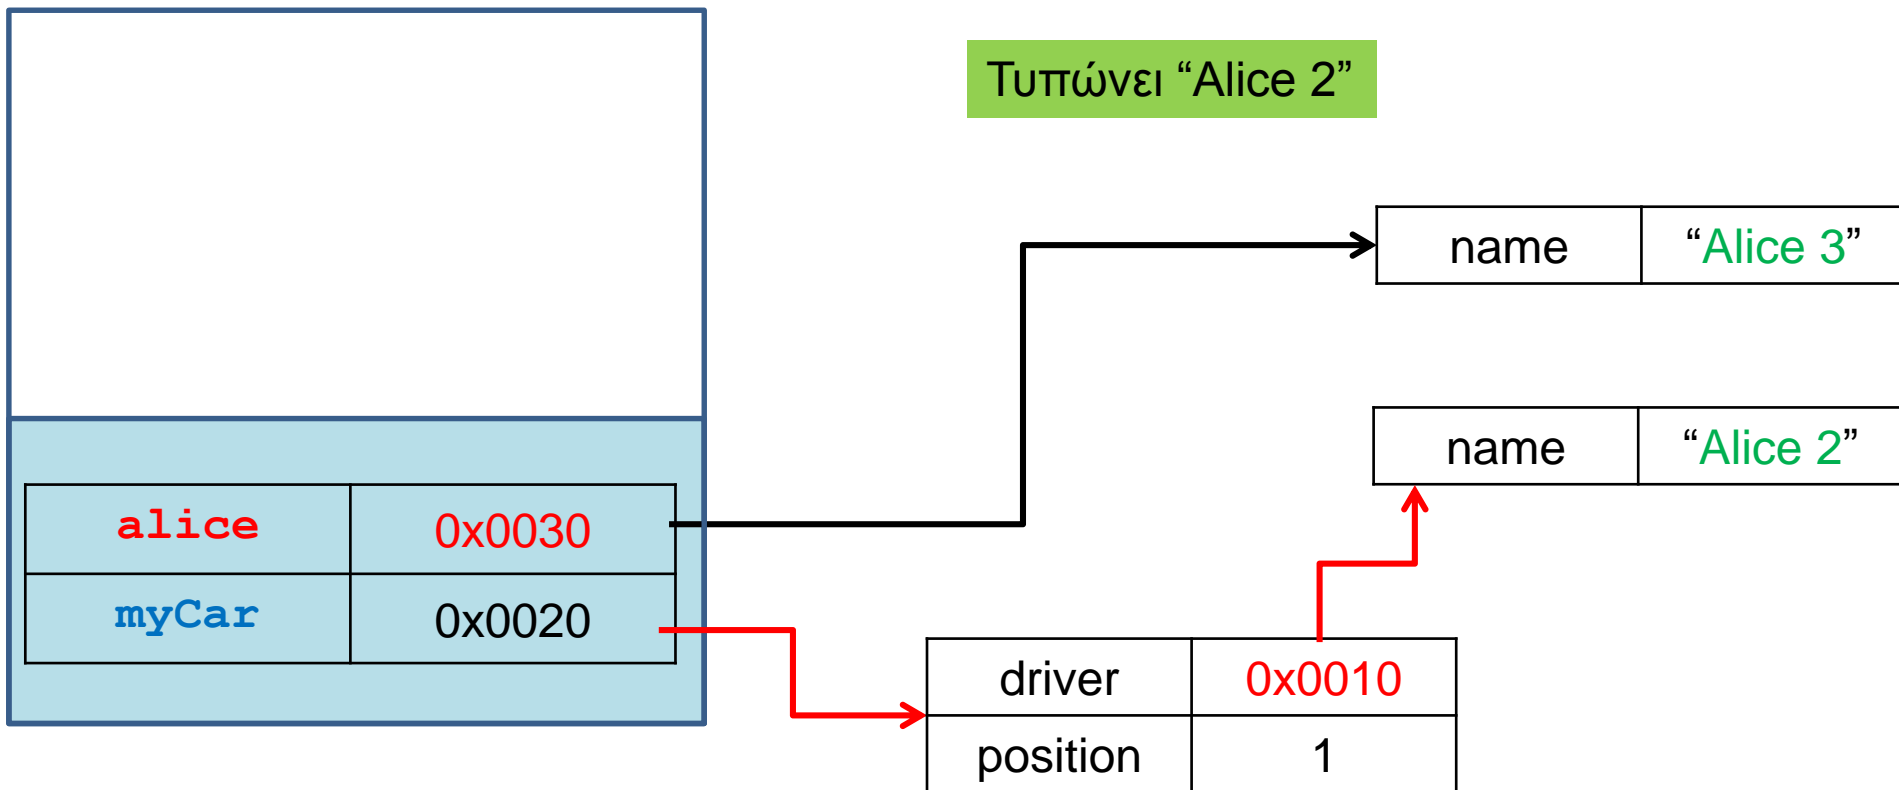 Τυπώνει “Alice 2”
name “Alice 3”
name “Alice 2”
alice 0x0030
myCar 0x0020
driver 0x0010
position 1